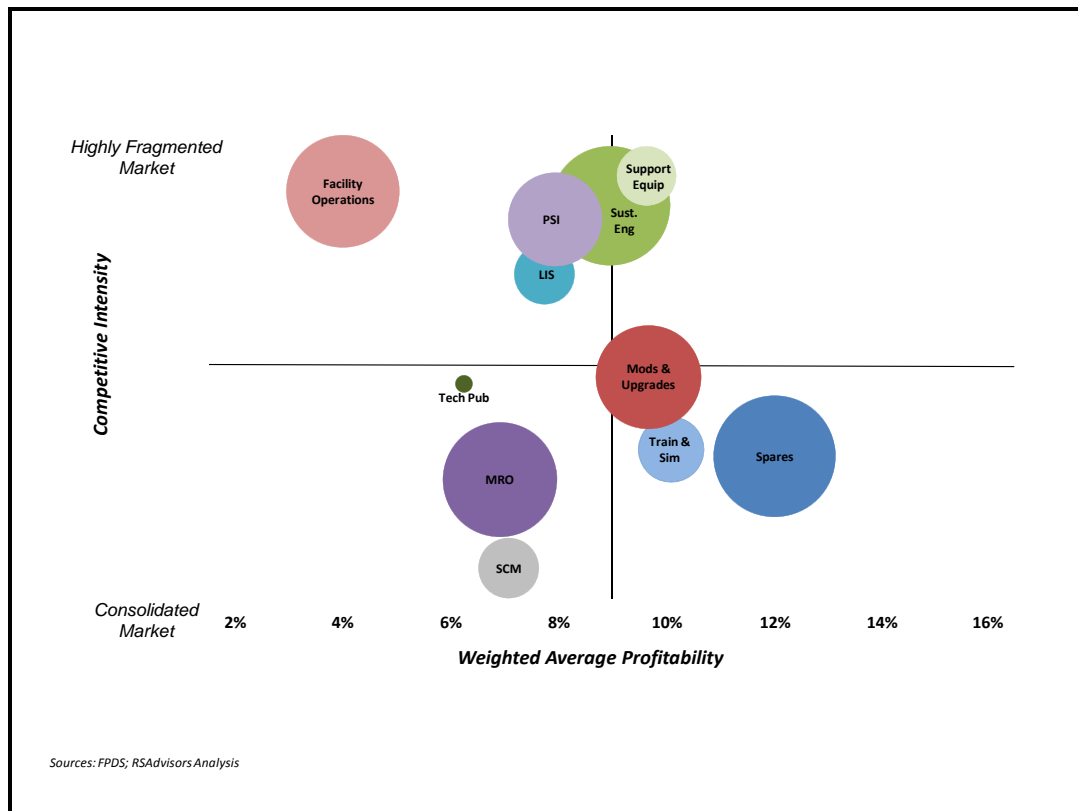 Highly Fragmented
Market
Facility
Operations
Support
Equip
PSI
Sust.
Eng
LIS
Competitive Intensity
Mods &
Upgrades
Tech Pub
Train &
Sim
Spares
MRO
SCM
Consolidated
Market
2% 4% 6% 8% 10% 12% 14% 16%
Weighted Average Profitability
Sources: FPDS; RSAdvisors Analysis